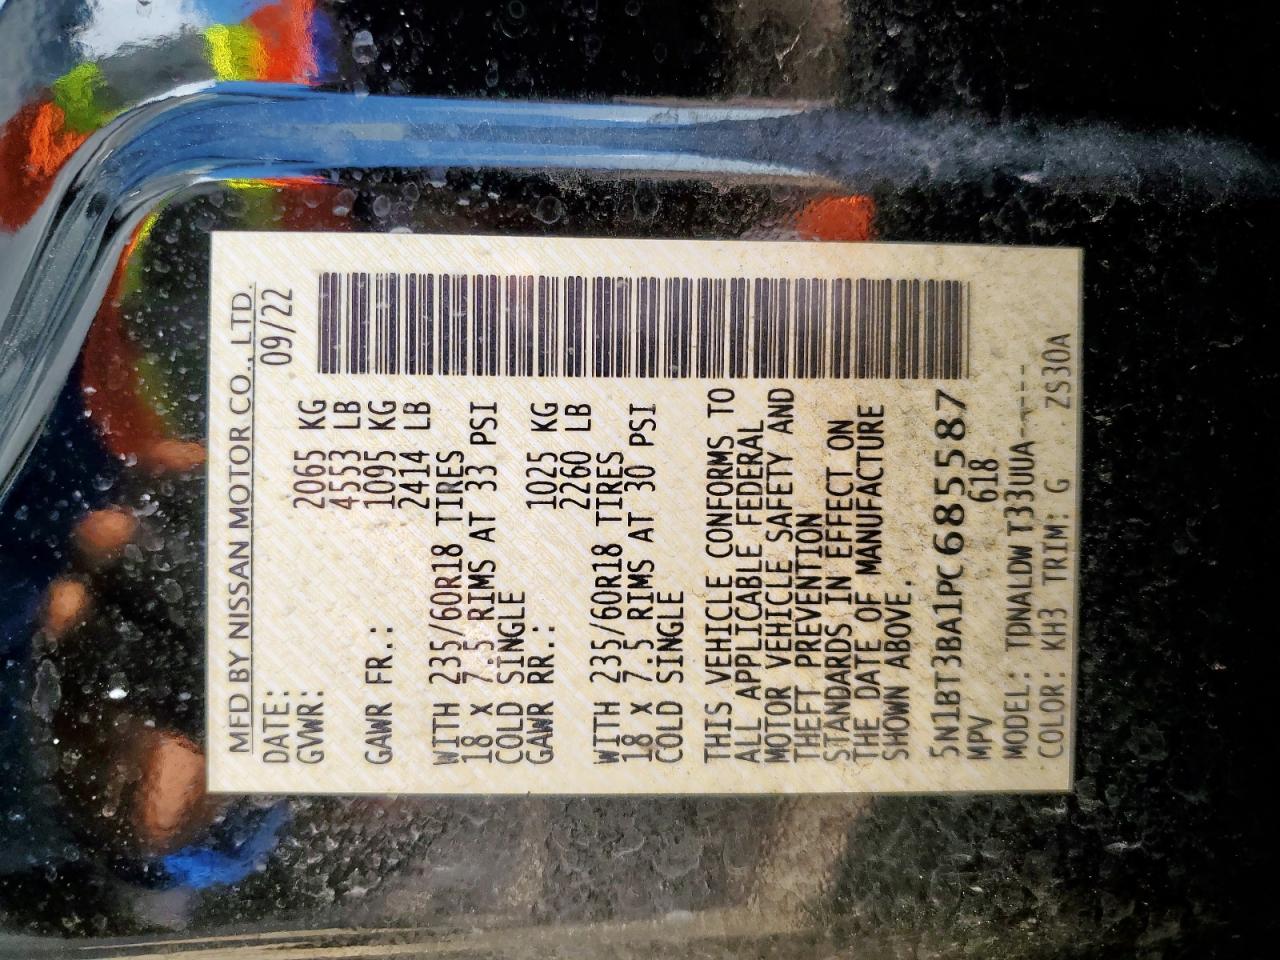 MFD BY NISSAN MOTOR CO., LTD.
DATE: 09/22
GVWR: 2065 KG
4553 LB
GAWR FR.: 1095 KG
2414 LB
WITH 235/60R18 TIRES
18 X 7.5 RIMS AT 33 PSI
COLD SINGLE
GAWR RR.: 1025 KG
2260 LB
WITH 235/60R18 TIRES
18 X 7.5 RIMS AT 30 PSI
COLD SINGLE
THIS VEHICLE CONFORMS TO
ALL APPLICABLE FEDERAL
MOTOR VEHICLE SAFETY AND
THEFT PREVENTION
STANDARDS IN EFFECT ON
THE DATE OF MANUFACTURE
SHOWN ABOVE.
5N1BT3BA1PC685587
MPV 618
MODEL: TDNALDW T33UUA-----
COLOR: KH3 TRIM: G . ZS30A